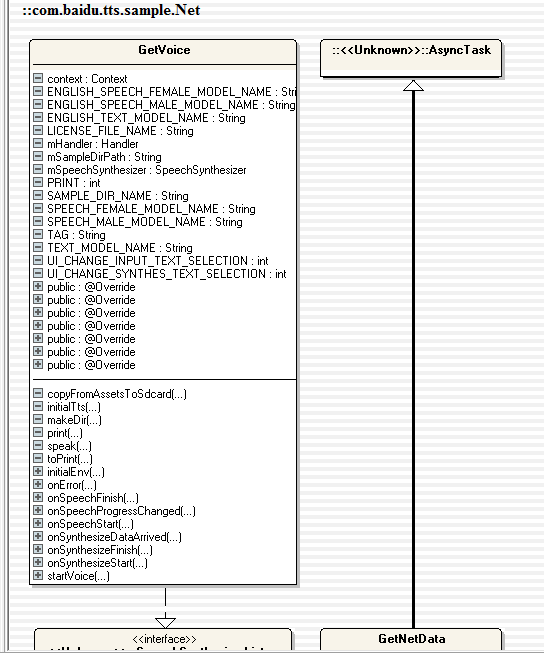 ::com.baidu.tts.sample.Net
GetVoice
context : Context
ENGLISH_SPEECH_FEMALE_MODEL_NAME : Stri
ENGLISH_SPEECH_MALE_MODEL_NAME : String
ENGLISH_TEXT_MODEL_NAME : String
LICENSE_FILE_NAME : String
mHandler : Handler
mSampleDirPath : String
mSpeechSynthesizer : SpeechSynthesizer
PRINT : int
SAMPLE_DIR_NAME : String
SPEECH_FEMALE_MODEL_NAME : String
SPEECH_MALE_MODEL_NAME : String
TAG : String
TEXT_MODEL_NAME : String
UI_CHANGE_INPUT_TEXT_SELECTION : int
UI_CHANGE_SYNTHES_TEXT_SELECTION : int
public : @Override
public : @Override
public : @Override
public : @Override
public : @Override
public : @Override
public : @Override
copyFromAssetsToSdcard(...)
initialTts(...)
makeDir(...)
print(...)
speak(...)
toPrint(...)
initialEnv(...)
onError(...)
onSpeechFinish(...)
onSpeechProgressChanged(...)
onSpeechStart(...)
onSynthesizeDataArrived(...)
onSynthesizeFinish(...)
onSynthesizeStart(...)
startVoice(...)
<<interface>>
::<<Unknown>>::AsyncTask
GetNetData